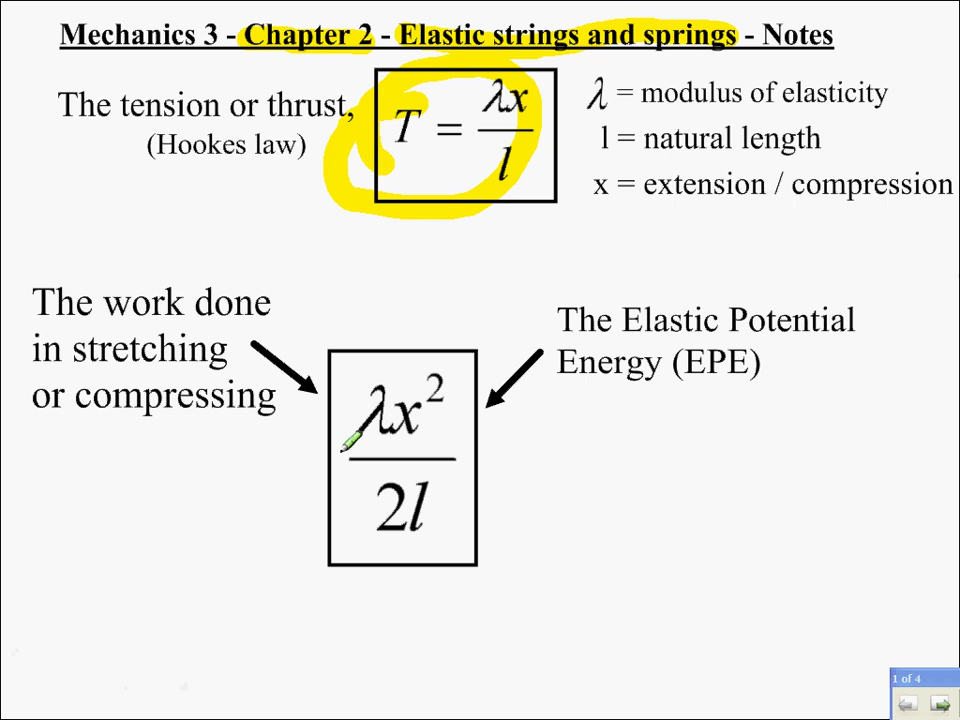 Mechanics 3 - Chapter 2 - Elastic strings and springs - Notes
The tension or thrust,
(Hookes law)
T = λx / l
λ = modulus of elasticity
l = natural length
x = extension / compression
The work done
in stretching
or compressing
The Elastic Potential
Energy (EPE)
λx²
2l
1 of 4